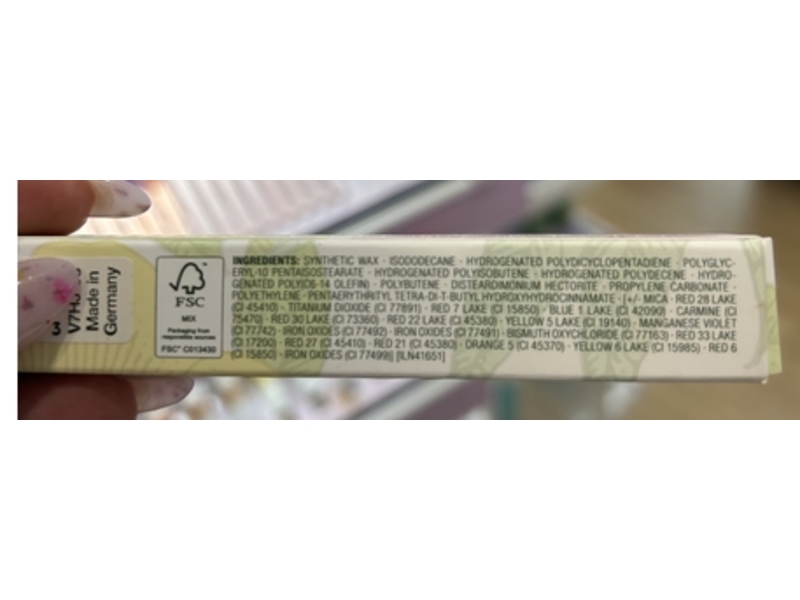 Made in
Germany
FSC™
MIX
Packaging from
responsible sources
FSC® C013430
INGREDIENTS: SYNTHETIC WAX · ISODODECANE · HYDROGENATED POLYDICYCLOPENTADIENE · POLYGLYC-
ERYL-10 PENTAISOSTEARATE · HYDROGENATED POLYISOBUTENE · HYDROGENATED POLYDECENE · HYDRO-
GENATED POLY(C6-14 OLEFIN) · POLYBUTENE · DISTEARDIMONIUM HECTORITE · PROPYLENE CARBONATE ·
POLYETHYLENE · PENTAERYTHRITYL TETRA-DI-T-BUTYL HYDROXYHYDROCINNAMATE · [+/- MICA · RED 28 LAKE
(CI 45410) · TITANIUM DIOXIDE (CI 77891) · RED 7 LAKE (CI 15850) · BLUE 1 LAKE (CI 42090) · CARMINE (CI
75470) · RED 30 LAKE (CI 73360) · RED 22 LAKE (CI 45380) · YELLOW 5 LAKE (CI 19140) · MANGANESE VIOLET
(CI 77742) · IRON OXIDES (CI 77492) · IRON OXIDES (CI 77491) · BISMUTH OXYCHLORIDE (CI 77163) · RED 33 LAKE
(CI 17200) · RED 27 (CI 45410) · RED 21 (CI 45380) · ORANGE 5 (CI 45370) · YELLOW 6 LAKE (CI 15985) · RED 6
(CI 15850) · IRON OXIDES (CI 77499)] [ILN41651]